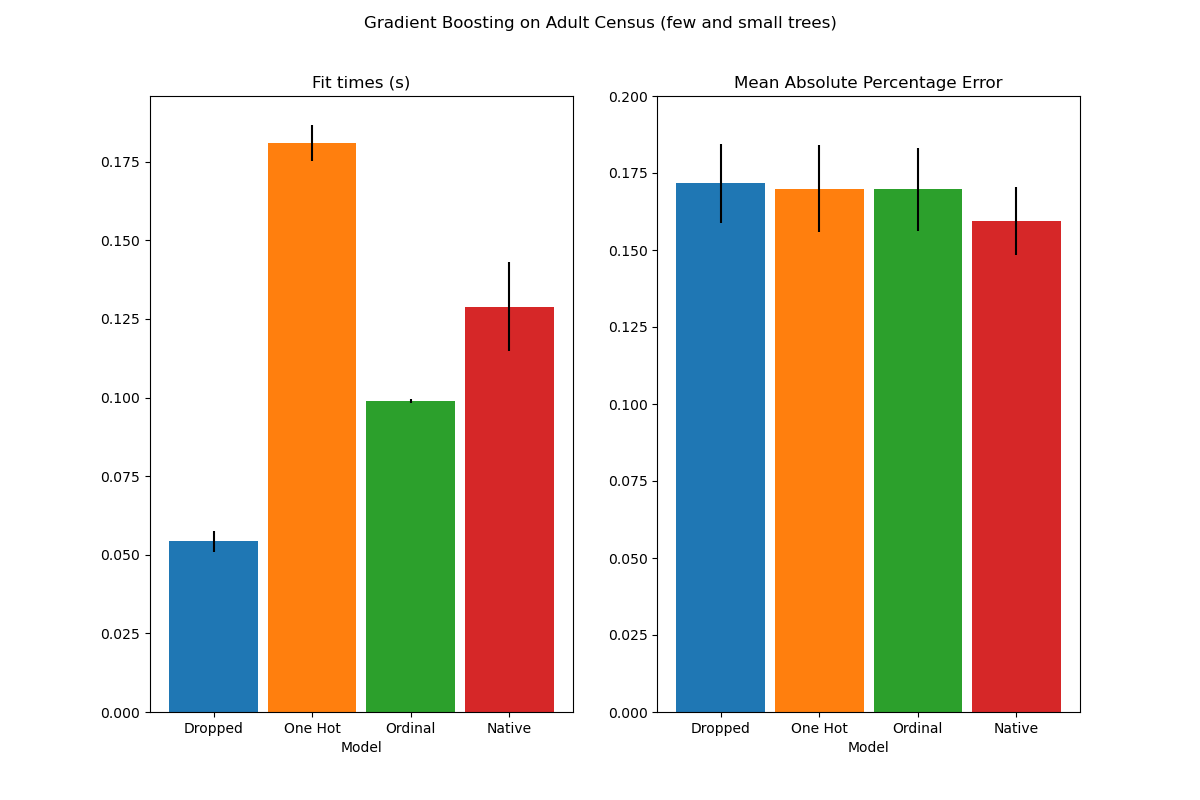 Gradient Boosting on Adult Census (few and small trees)
Fit times (s)
0.175
0.150
0.125
0.100
0.075
0.050
0.025
0.000
Dropped One Hot Ordinal Native
Model
Mean Absolute Percentage Error
0.200
0.175
0.150
0.125
0.100
0.075
0.050
0.025
0.000
Dropped One Hot Ordinal Native
Model